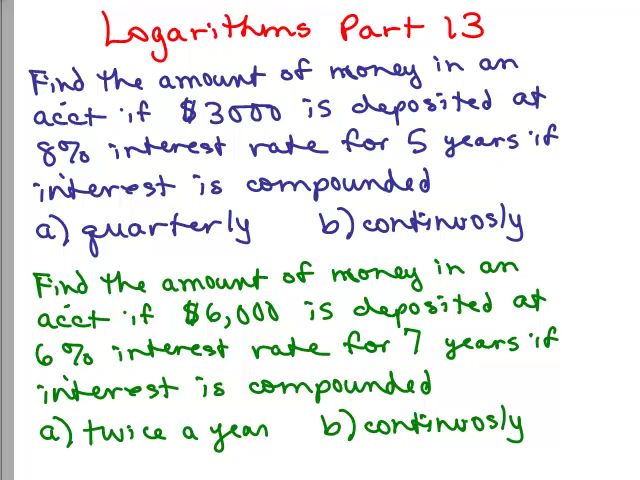 Logarithms Part 13
Find the amount of money in an
acct if $3000 is deposited at
8% interest rate for 5 years if
interest is compounded
a) quarterly b) continuosly
Find the amount of money in an
acct if $6,000 is deposited at
6% interest rate for 7 years if
interest is compounded
a) twice a year b) continuosly